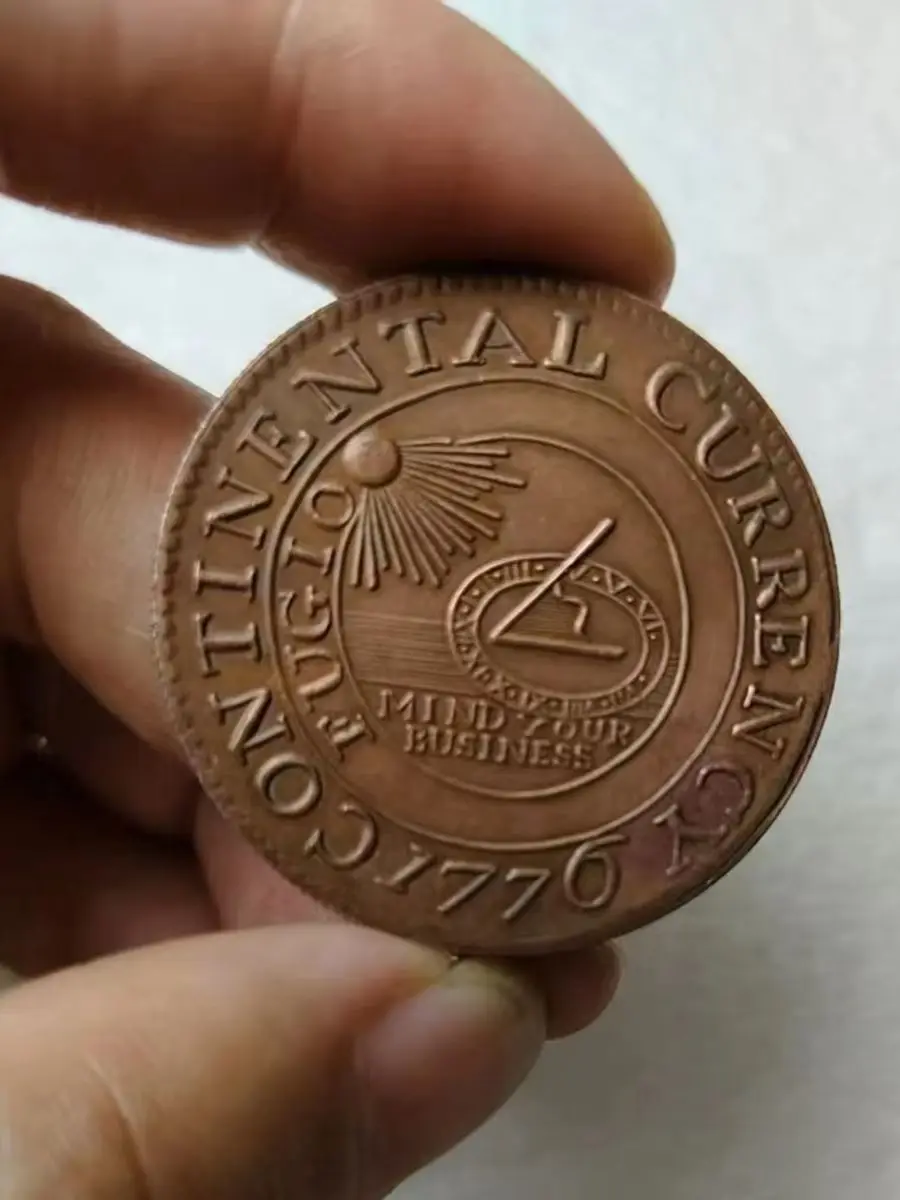 CONTINENTAL CURRENCY 1776
FUGIO
MIND YOUR
BUSINESS